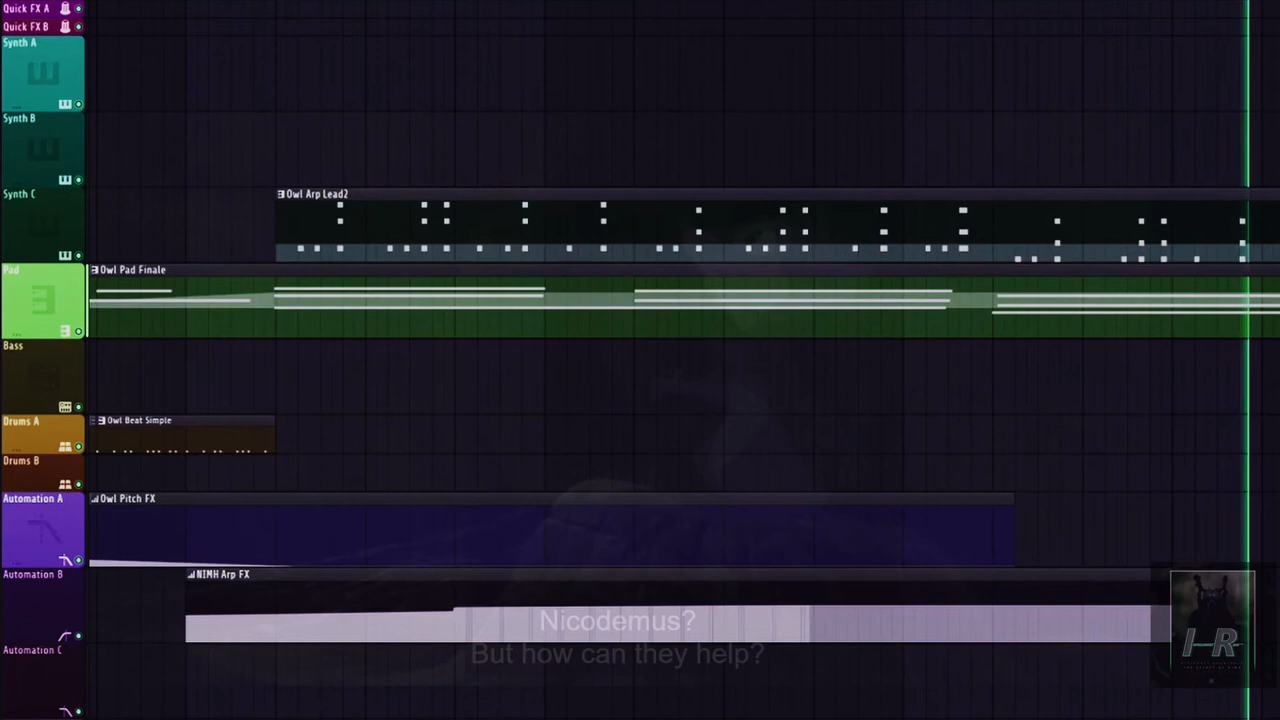 Quick FX A
Quick FX B
Synth A
Synth B
Synth C
Owl Arp Lead2
Pad
Owl Pad Finale
Bass
Drums A
Owl Beat Simple
Drums B
Automation A
Owl Pitch FX
Automation B
NIMH Arp FX
Nicodemus?
But how can they help?
Automation C